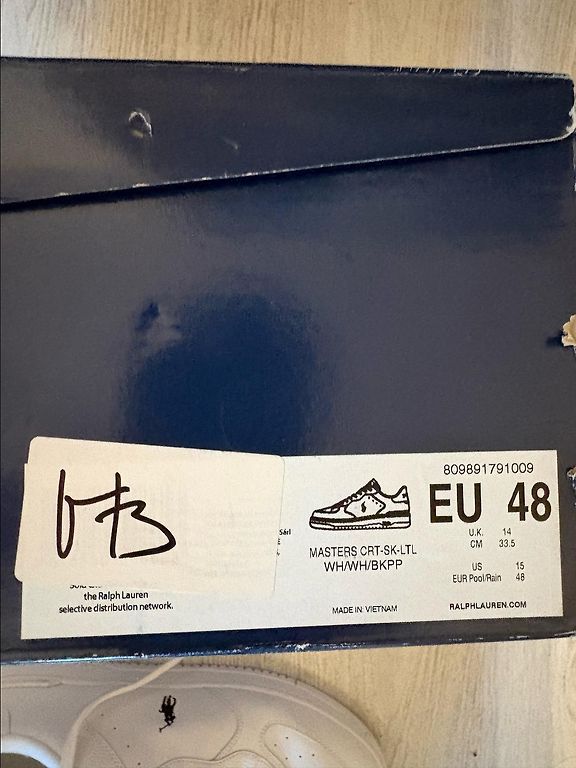 809891791009
EU 48
U.K. 14
CM 33.5
US 15
EUR Pool/Rain 48
MASTERS CRT-SK-LTL
WH/WH/BKPP
Sàrl
the Ralph Lauren
selective distribution network.
MADE IN VIETNAM
RALPHLAUREN.COM